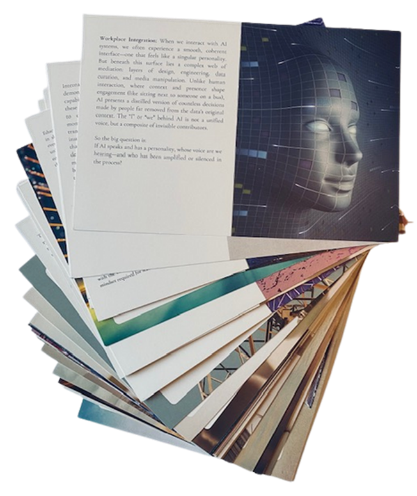 Workplace Integration: When we interact with AI
systems, we often experience a smooth, coherent
interface—one that feels like a singular personality.
But beneath this surface lies a complex web of
mediation: layers of design, engineering, data
curation, and media manipulation. Unlike human
interaction, where context and presence shape
engagement (like sitting next to someone on a bus),
AI presents a distilled version of countless decisions
made by people far removed from the data's original
context. The "I" to "we" behind AI is not a unified
voice, but a composite of invisible contributors.
So the big question is:
If AI speaks and has a personality, whose voice are we
hearing—and who has been amplified or silenced in
the process?